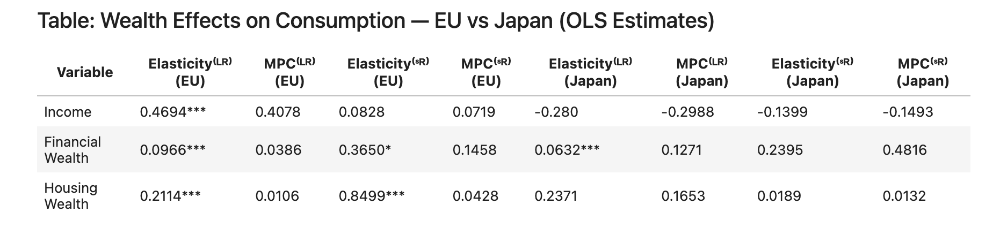 Table: Wealth Effects on Consumption — EU vs Japan (OLS Estimates)
Variable Elasticity(LR) (EU) MPC(LR) (EU) Elasticity(sR) (EU) MPC(sR) (EU) Elasticity(LR) (Japan) MPC(LR) (Japan) Elasticity(sR) (Japan) MPC(sR) (Japan)
Income 0.4694*** 0.4078 0.0828 0.0719 -0.280 -0.2988 -0.1399 -0.1493
Financial Wealth 0.0966*** 0.0386 0.3650* 0.1458 0.0632*** 0.1271 0.2395 0.4816
Housing Wealth 0.2114*** 0.0106 0.8499*** 0.0428 0.2371 0.1653 0.0189 0.0132